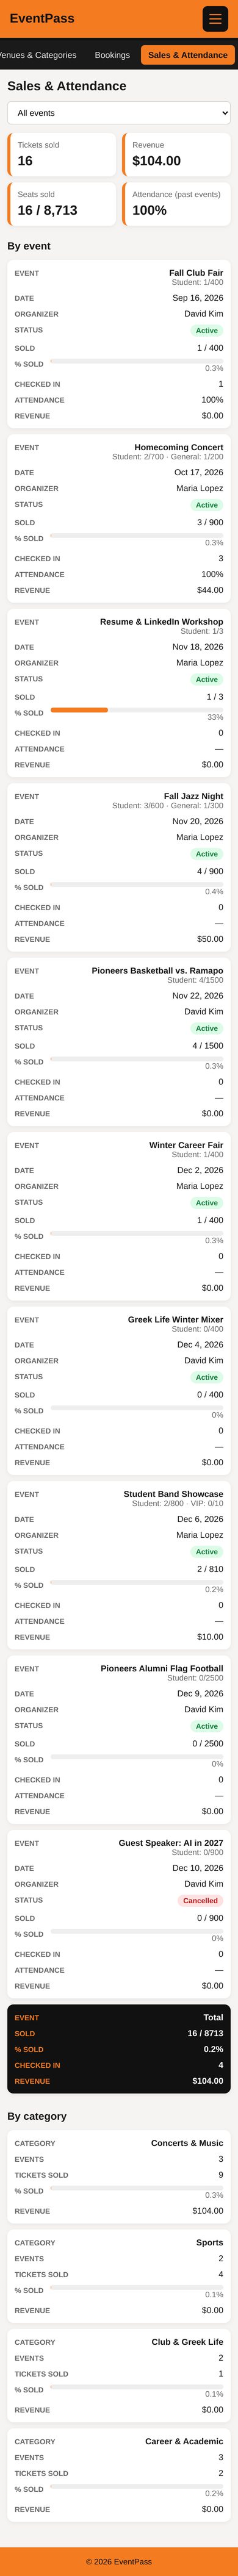 EventPass
Venues & Categories Bookings Sales & Attendance
Sales & Attendance
All events
Tickets sold
16
Revenue
$104.00
Seats sold
16 / 8,713
Attendance (past events)
100%
By event
EVENT Fall Club Fair
Student: 1/400
DATE Sep 16, 2026
ORGANIZER David Kim
STATUS Active
SOLD 1 / 400
% SOLD 0.3%
CHECKED IN 1
ATTENDANCE 100%
REVENUE $0.00
EVENT Homecoming Concert
Student: 2/700 · General: 1/200
DATE Oct 17, 2026
ORGANIZER Maria Lopez
STATUS Active
SOLD 3 / 900
% SOLD 0.3%
CHECKED IN 3
ATTENDANCE 100%
REVENUE $44.00
EVENT Resume & LinkedIn Workshop
Student: 1/3
DATE Nov 18, 2026
ORGANIZER Maria Lopez
STATUS Active
SOLD 1 / 3
% SOLD 33%
CHECKED IN 0
ATTENDANCE —
REVENUE $0.00
EVENT Fall Jazz Night
Student: 3/600 · General: 1/300
DATE Nov 20, 2026
ORGANIZER Maria Lopez
STATUS Active
SOLD 4 / 900
% SOLD 0.4%
CHECKED IN 0
ATTENDANCE —
REVENUE $50.00
EVENT Pioneers Basketball vs. Ramapo
Student: 4/1500
DATE Nov 22, 2026
ORGANIZER David Kim
STATUS Active
SOLD 4 / 1500
% SOLD 0.3%
CHECKED IN 0
ATTENDANCE —
REVENUE $0.00
EVENT Winter Career Fair
Student: 1/400
DATE Dec 2, 2026
ORGANIZER Maria Lopez
STATUS Active
SOLD 1 / 400
% SOLD 0.3%
CHECKED IN 0
ATTENDANCE —
REVENUE $0.00
EVENT Greek Life Winter Mixer
Student: 0/400
DATE Dec 4, 2026
ORGANIZER David Kim
STATUS Active
SOLD 0 / 400
% SOLD 0%
CHECKED IN 0
ATTENDANCE —
REVENUE $0.00
EVENT Student Band Showcase
Student: 2/800 · VIP: 0/10
DATE Dec 6, 2026
ORGANIZER Maria Lopez
STATUS Active
SOLD 2 / 810
% SOLD 0.2%
CHECKED IN 0
ATTENDANCE —
REVENUE $10.00
EVENT Pioneers Alumni Flag Football
Student: 0/2500
DATE Dec 9, 2026
ORGANIZER David Kim
STATUS Active
SOLD 0 / 2500
% SOLD 0%
CHECKED IN 0
ATTENDANCE —
REVENUE $0.00
EVENT Guest Speaker: AI in 2027
Student: 0/900
DATE Dec 10, 2026
ORGANIZER David Kim
STATUS Cancelled
SOLD 0 / 900
% SOLD 0%
CHECKED IN 0
ATTENDANCE —
REVENUE $0.00
EVENT Total
SOLD 16 / 8713
% SOLD 0.2%
CHECKED IN 4
REVENUE $104.00
By category
CATEGORY Concerts & Music
EVENTS 3
TICKETS SOLD 9
% SOLD 0.3%
REVENUE $104.00
CATEGORY Sports
EVENTS 2
TICKETS SOLD 4
% SOLD 0.1%
REVENUE $0.00
CATEGORY Club & Greek Life
EVENTS 2
TICKETS SOLD 1
% SOLD 0.1%
REVENUE $0.00
CATEGORY Career & Academic
EVENTS 3
TICKETS SOLD 2
% SOLD 0.2%
REVENUE $0.00
© 2026 EventPass